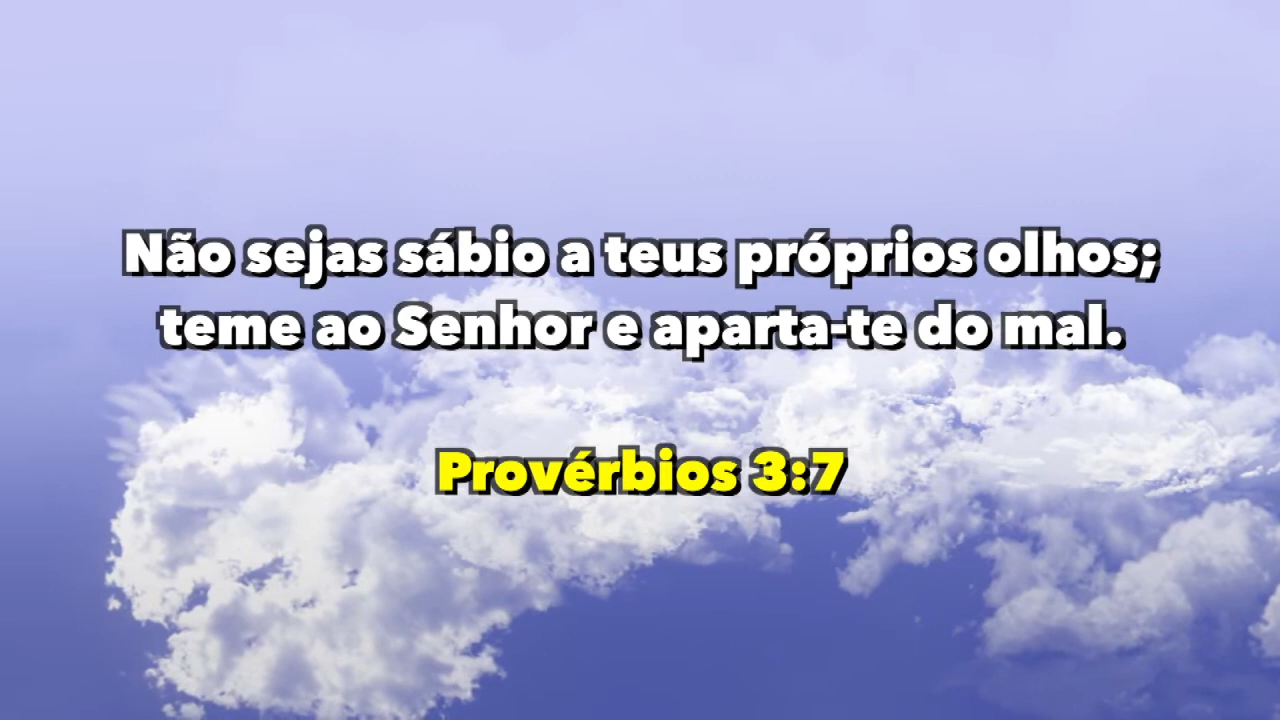 Não sejas sábio a teus próprios olhos;
teme ao Senhor e aparta-te do mal.
Provérbios 3:7